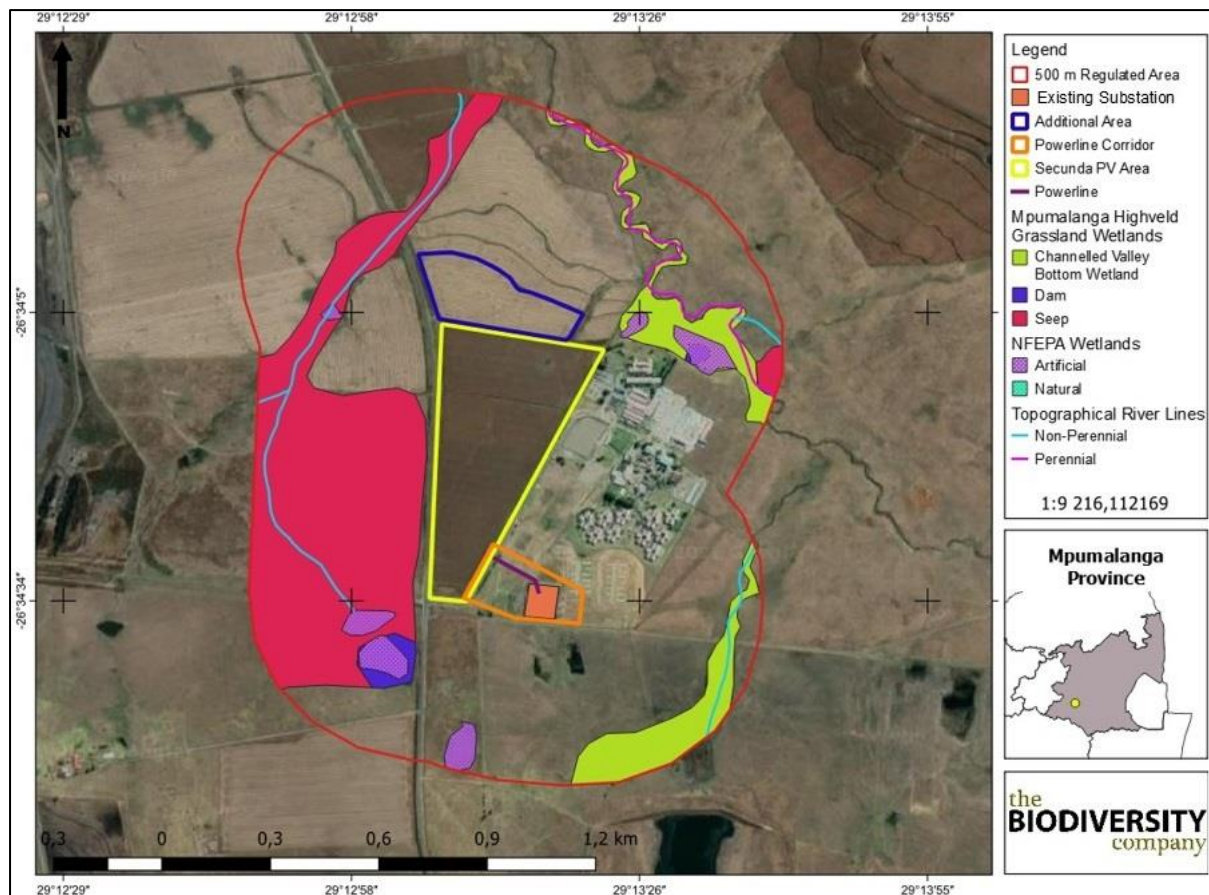 29°12'29" 29°12'58" 29°13'26" 29°13'55"
N
-26°34'5"
-26°34'34"
0,3 0 0,3 0,6 0,9 1,2 km
29°12'29" 29°12'58" 29°13'26" 29°13'55"
Legend
500 m Regulated Area
Existing Substation
Additional Area
Powerline Corridor
Secunda PV Area
Powerline
Mpumalanga Highveld
Grassland Wetlands
Channelled Valley
Bottom Wetland
Dam
Seep
NFEPA Wetlands
Artificial
Natural
Topographical River Lines
Non-Perennial
Perennial
1:9 216,112169
Mpumalanga
Province
the
BIODIVERSITY
company